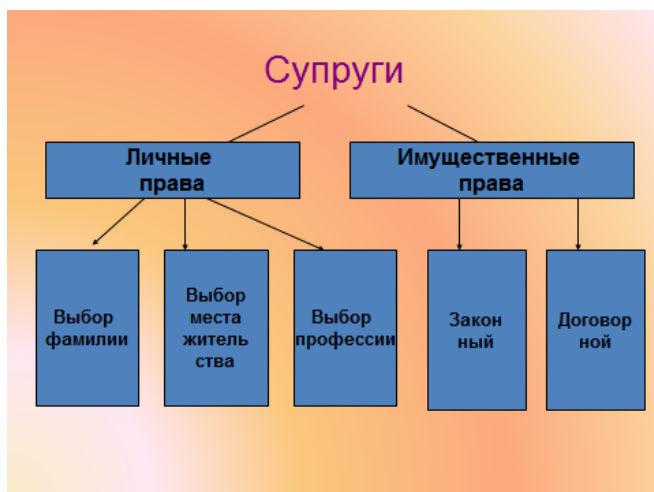 Супруги
Личные
права
Имущественные
права
Выбор
фамилии
Выбор
места
житель
ства
Выбор
профессии
Закон
ный
Договор
ной